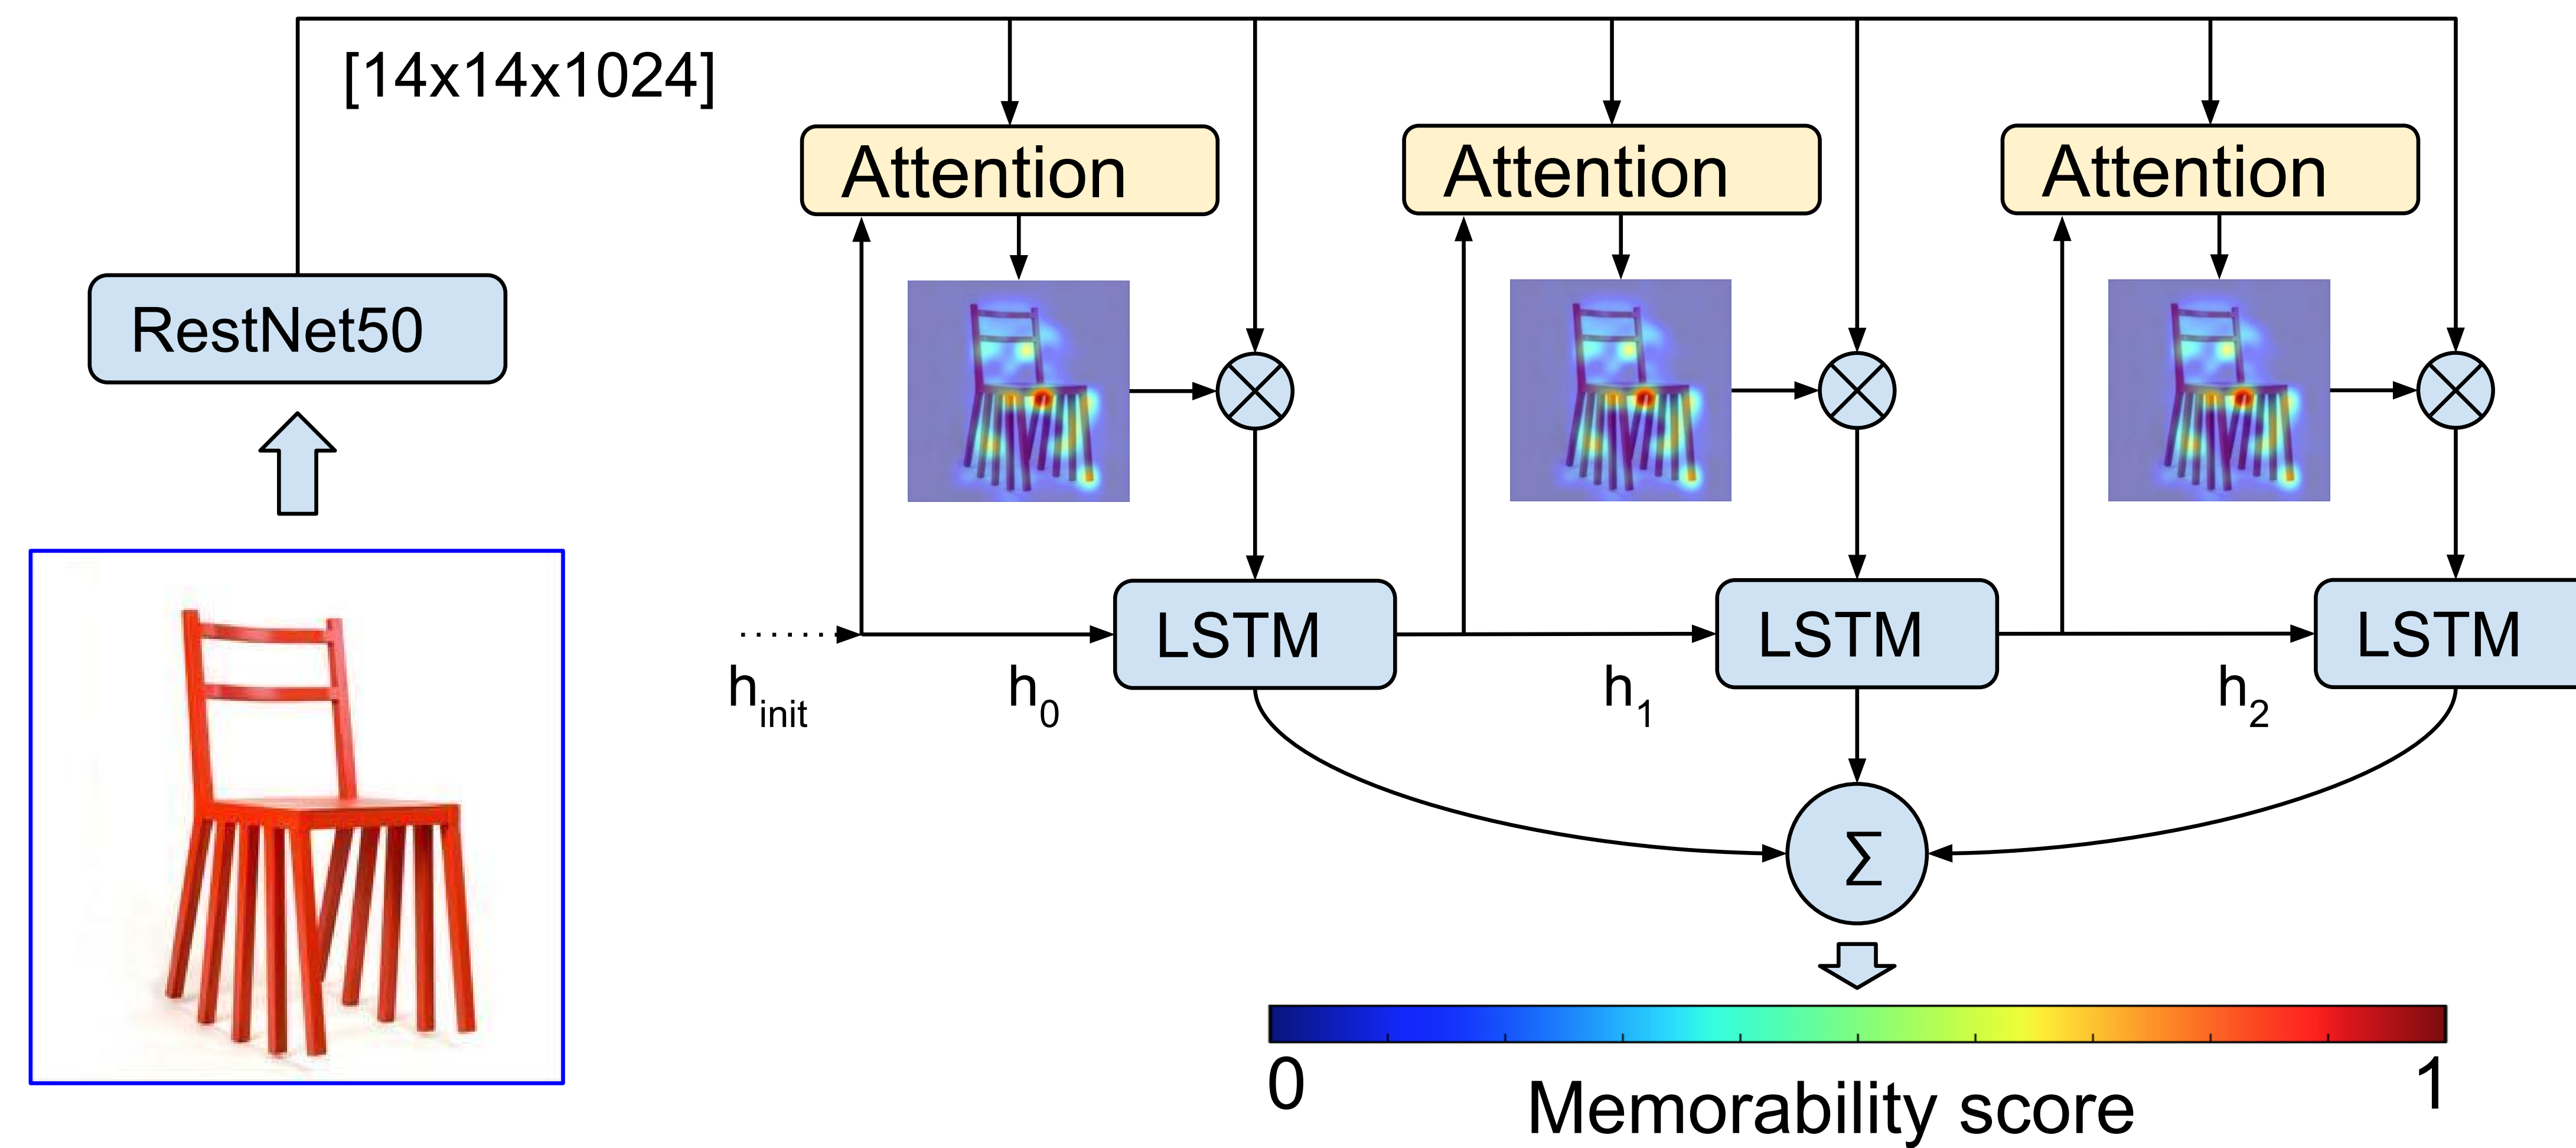 [14x14x1024]
Attention
Attention
Attention
RestNet50
LSTM
LSTM
LSTM
h_init
h_0
h_1
h_2
Σ
0
1
Memorability score